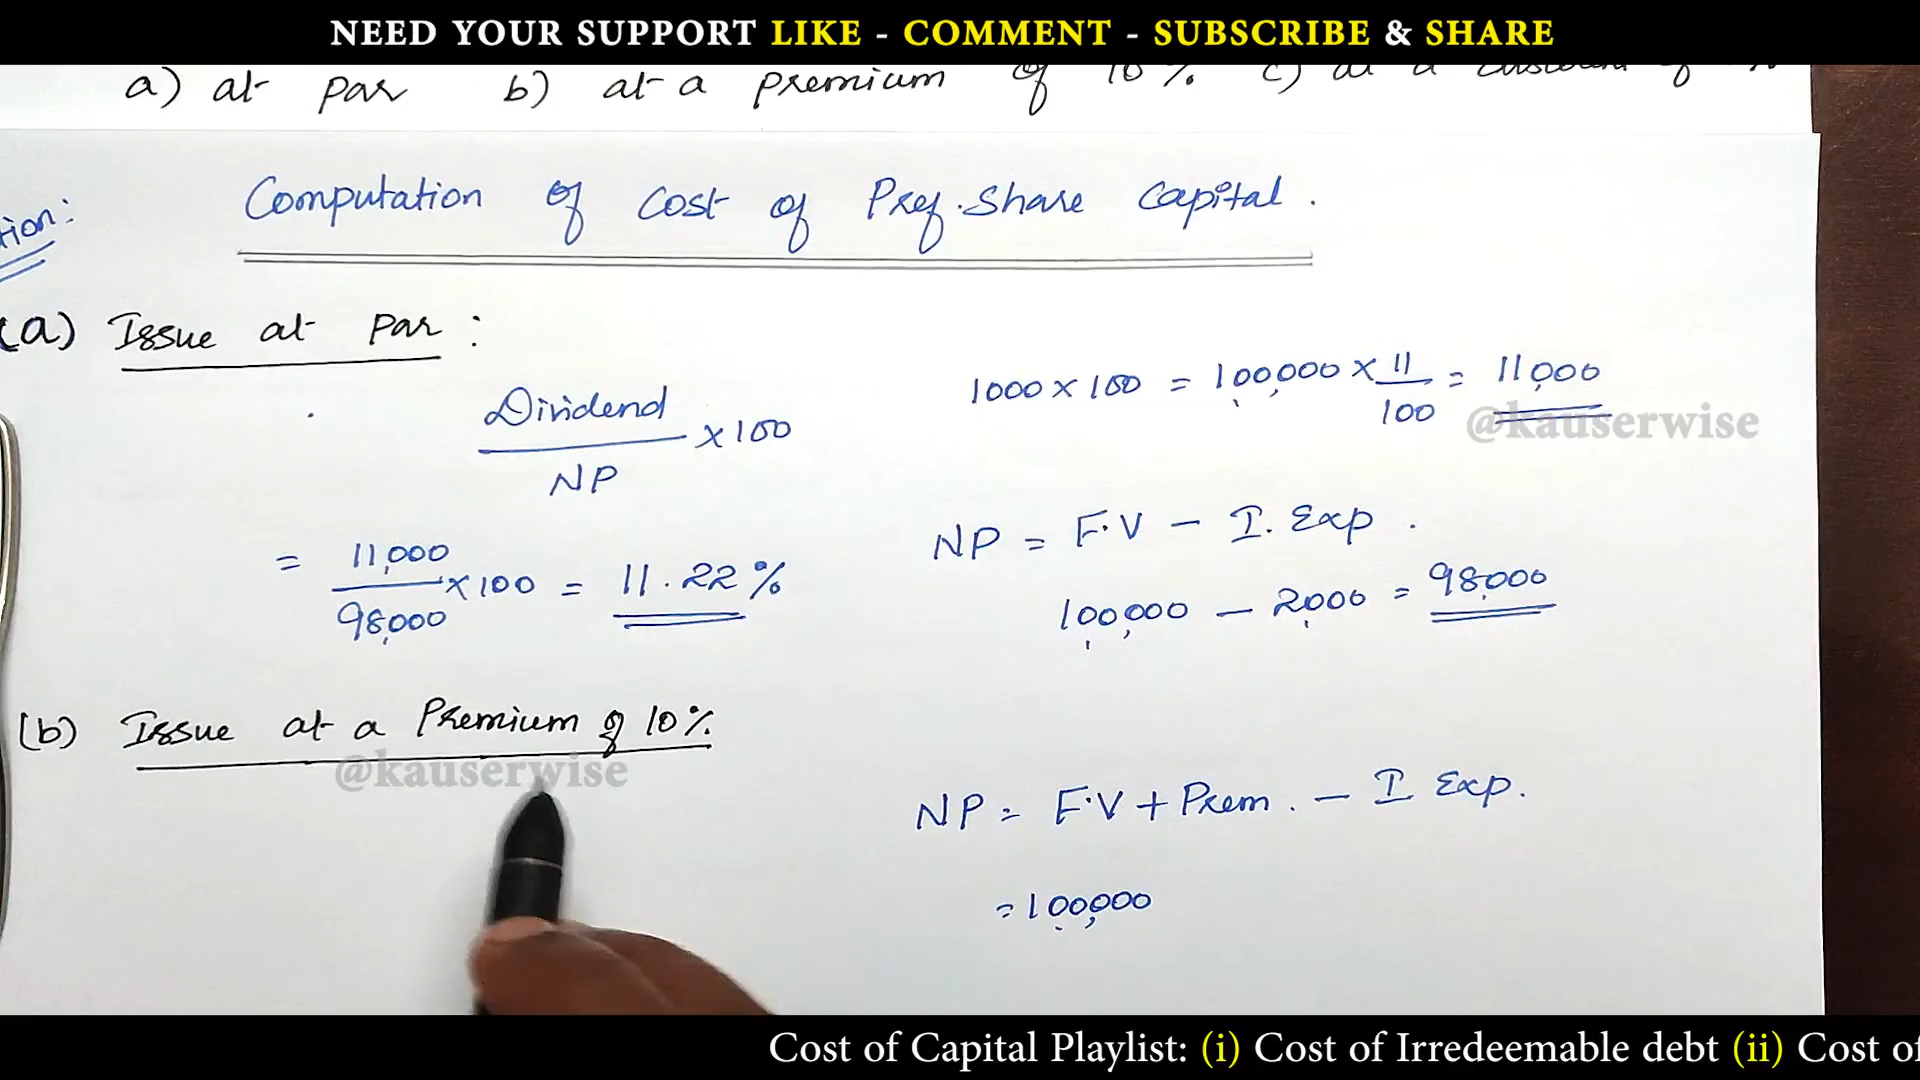 NEED YOUR SUPPORT LIKE - COMMENT - SUBSCRIBE & SHARE
a) at par b) at a premium of 10% c) at a
tion:
Computation of Cost of Pref. Share Capital.
(a) Issue at Par :
Dividend
NP
× 100
1000 × 100 = 100,000 × 11/100 = 11,000
@kauserwise
NP = F.V - I. Exp.
= 11,000/98,000 × 100 = 11.22%
100,000 - 2,000 = 98,000
(b) Issue at a Premium of 10%
@kauserwise
NP = F.V + Prem. - I Exp.
= 100,000
Cost of Capital Playlist: (i) Cost of Irredeemable debt (ii) Cost of